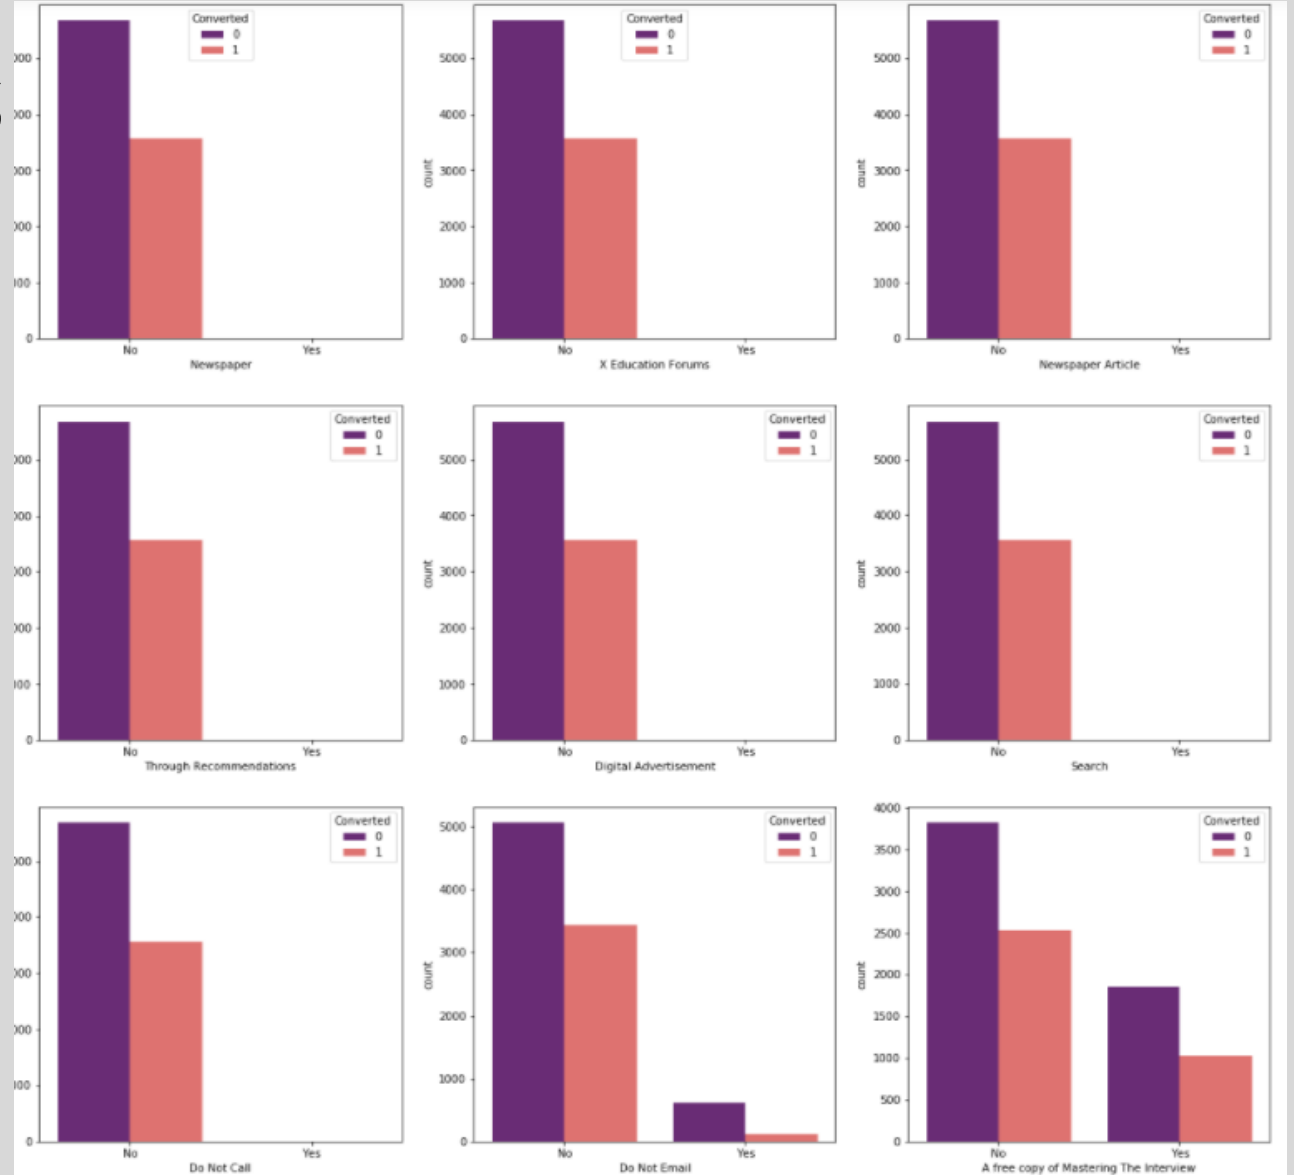 Converted
0
1
Converted
0
1
Converted
0
1
5000
4000
3000
2000
1000
0
count
5000
4000
3000
2000
1000
0
count
0
No Yes
No Yes
No Yes
Newspaper
X Education Forums
Newspaper Article
Converted
0
1
Converted
0
1
Converted
0
1
5000
4000
3000
2000
1000
0
count
5000
4000
3000
2000
1000
0
count
0
No Yes
No Yes
No Yes
Through Recommendations
Digital Advertisement
Search
Converted
0
1
Converted
0
1
Converted
0
1
5000
4000
3000
2000
1000
0
count
4000
3500
3000
2500
2000
1500
1000
500
0
count
0
No Yes
No Yes
No Yes
Do Not Call
Do Not Email
A free copy of Mastering The Interview